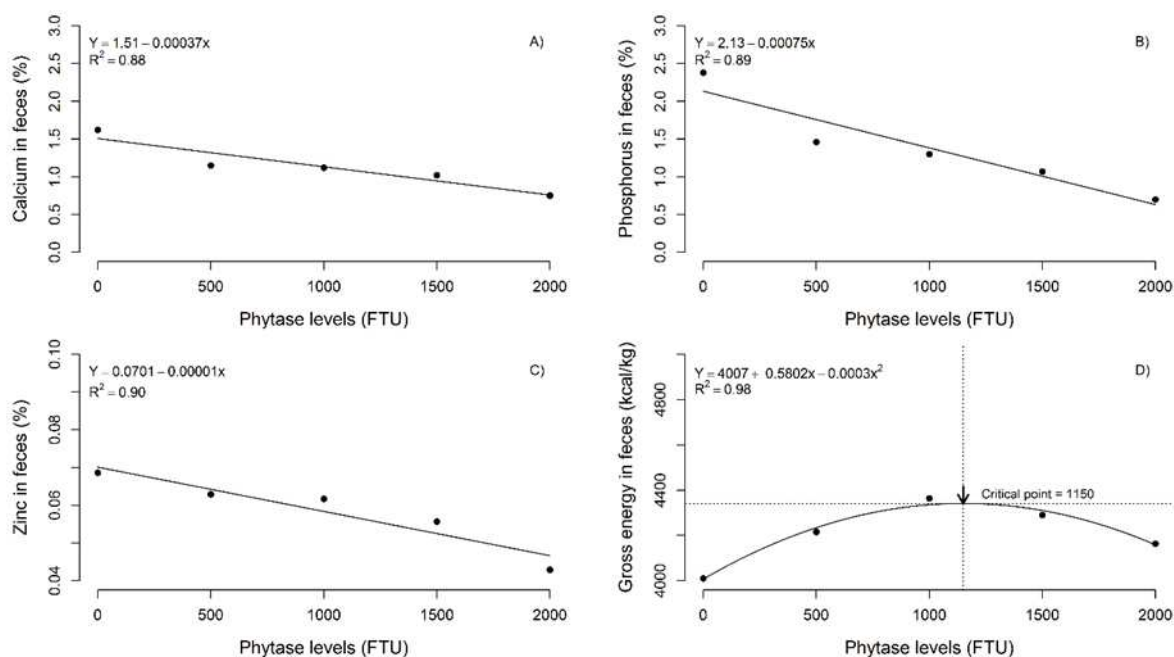 Y = 1.51 − 0.00037x
R² = 0.88
A)
Calcium in feces (%)
0.0 0.5 1.0 1.5 2.0 2.5 3.0
0 500 1000 1500 2000
Phytase levels (FTU)
Y = 2.13 − 0.00075x
R² = 0.89
B)
Phosphorus in feces (%)
0.0 0.5 1.0 1.5 2.0 2.5 3.0
0 500 1000 1500 2000
Phytase levels (FTU)
Y − 0.0701 − 0.00001x
R² = 0.90
C)
Zinc in feces (%)
0.04 0.06 0.08 0.10
0 500 1000 1500 2000
Phytase levels (FTU)
Y = 4007 + 0.5802x − 0.0003x²
R² = 0.98
D)
Critical point = 1150
Gross energy in feces (kcal/kg)
4000 4400 4800
0 500 1000 1500 2000
Phytase levels (FTU)